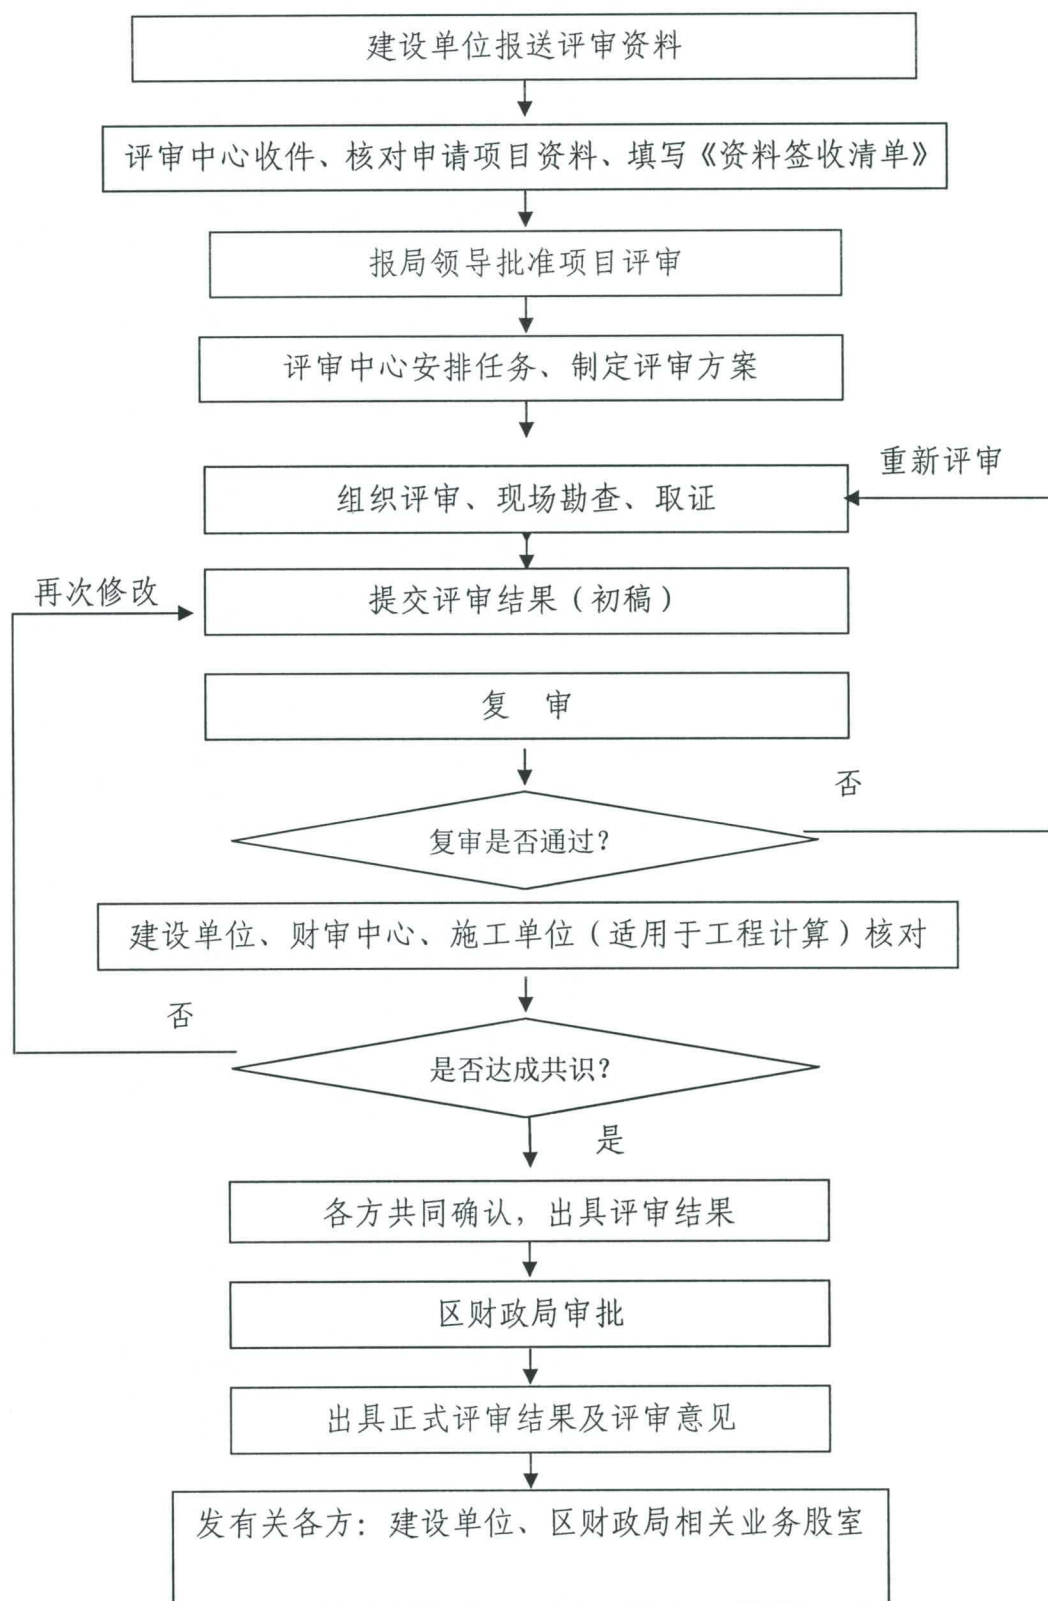 建设单位报送评审资料
评审中心收件、核对申请项目资料、填写《资料签收清单》
报局领导批准项目评审
评审中心安排任务、制定评审方案
重新评审
组织评审、现场勘查、取证
再次修改
提交评审结果（初稿）
复 审
否
复审是否通过？
建设单位、财审中心、施工单位（适用于工程计算）核对
否
是否达成共识？
是
各方共同确认，出具评审结果
区财政局审批
出具正式评审结果及评审意见
发有关各方：建设单位、区财政局相关业务股室